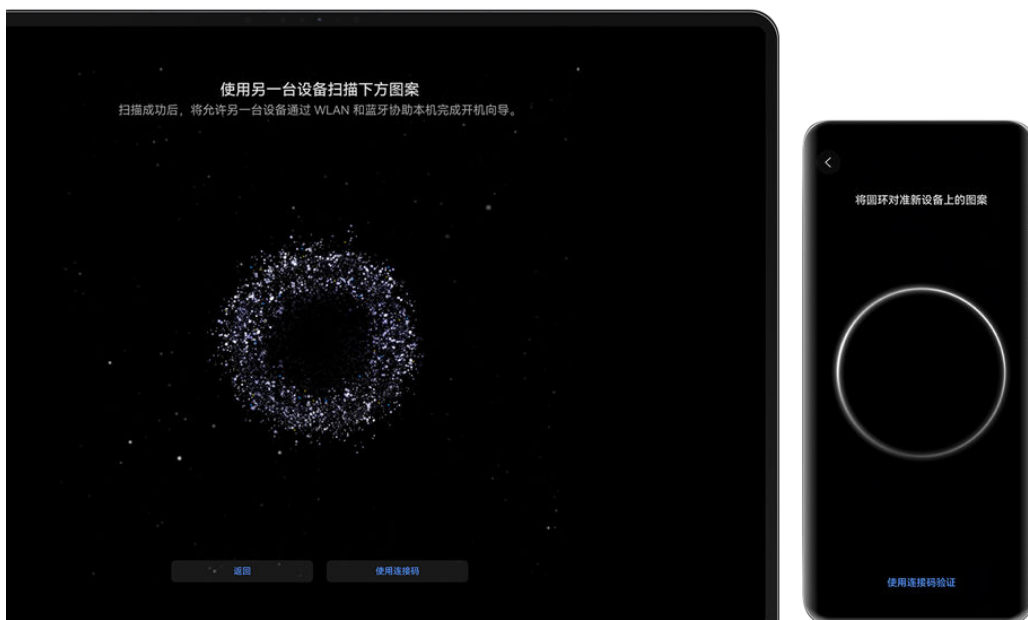 使用另一台设备扫描下方图案
扫描成功后，将允许另一台设备通过 WLAN 和蓝牙协助本机完成开机向导。
返回
使用连接码
将圆环对准新设备上的图案
使用连接码验证